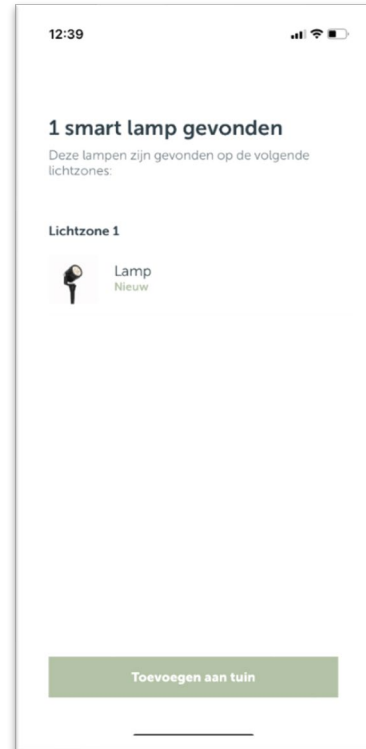 12:39
1 smart lamp gevonden
Deze lampen zijn gevonden op de volgende
lichtzones:
Lichtzone 1
Lamp
Nieuw
Toevoegen aan tuin